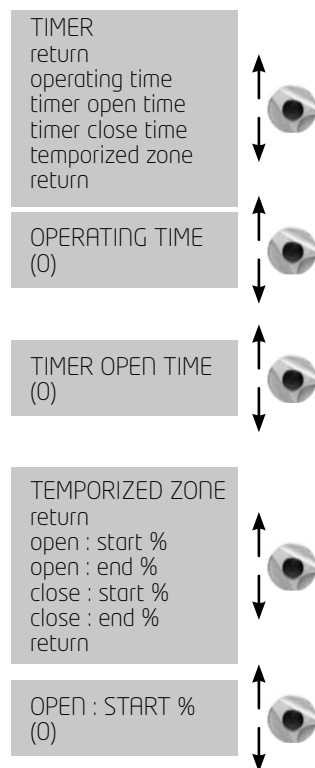 TIMER
return
operating time
timer open time
timer close time
temporized zone
return
OPERATING TIME
(0)
TIMER OPEN TIME
(0)
TEMPORIZED ZONE
return
open : start %
open : end %
close : start %
close : end %
return
OPEN : START %
(0)